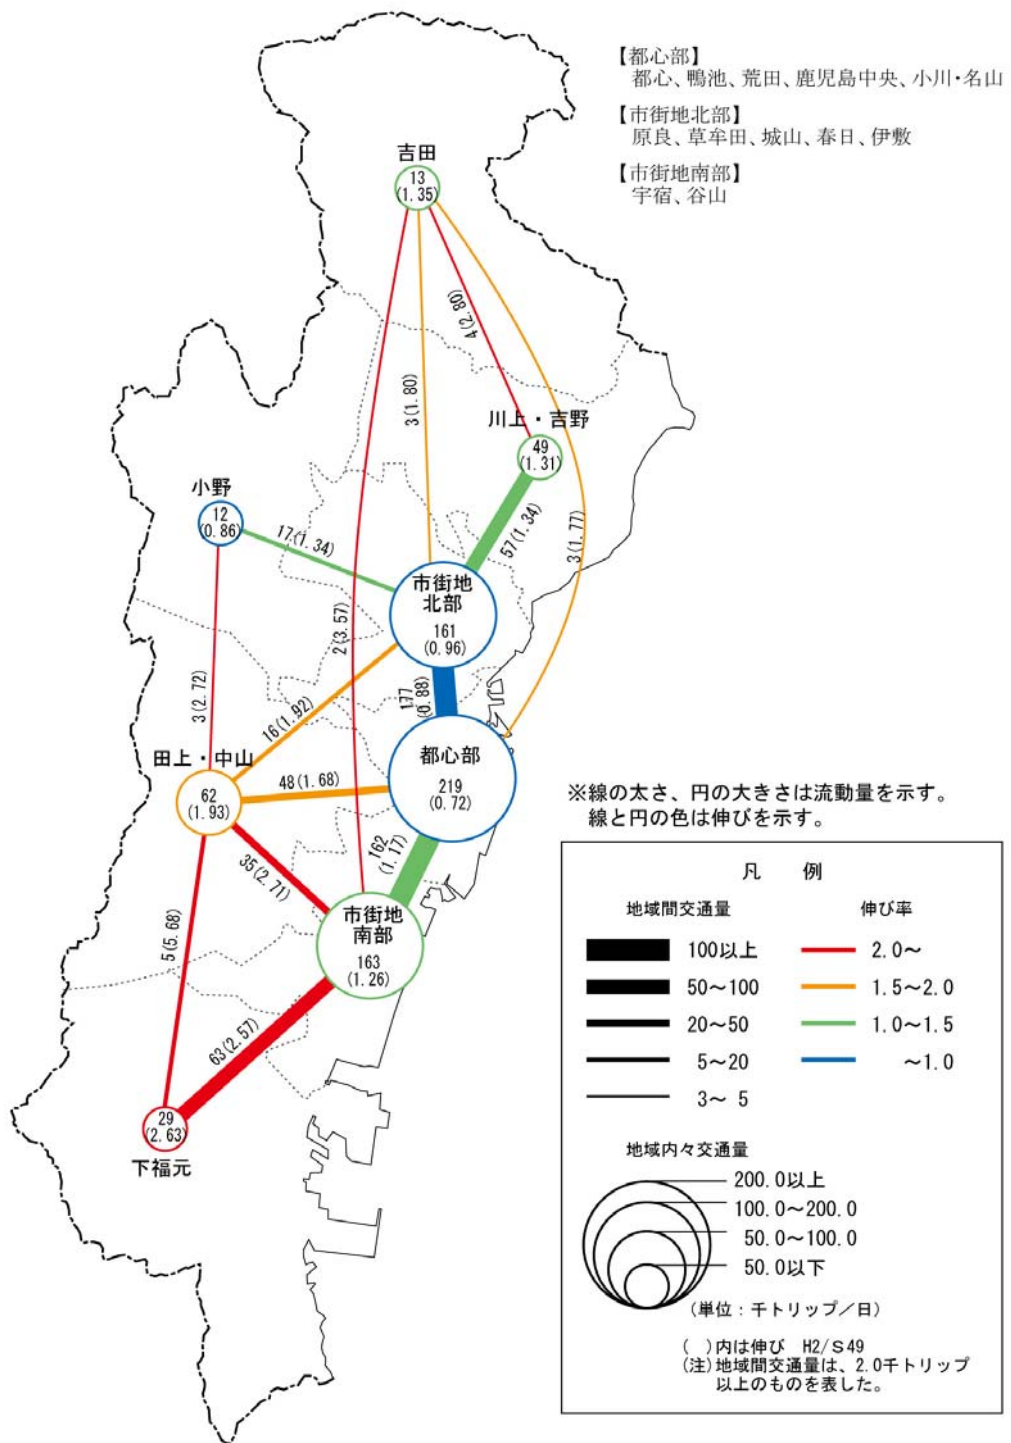 【都心部】
都心、鴨池、荒田、鹿児島中央、小川・名山
【市街地北部】
原良、草牟田、城山、春日、伊敷
【市街地南部】
宇宿、谷山
吉田
13
(1.35)
4(2.80)
3(1.80)
川上・吉野
49
(1.31)
小野
12
(0.86)
17(1.34)
57(1.34)
3(1.77)
市街地
北部
161
(0.96)
2(3.57)
3(2.72)
16(1.92)
177
(0.88)
田上・中山
62
(1.93)
48(1.68)
都心部
219
(0.72)
35(2.71)
162
(1.17)
5(5.68)
市街地
南部
163
(1.26)
63(2.57)
29
(2.63)
下福元
※線の太さ、円の大きさは流動量を示す。
線と円の色は伸びを示す。
凡 例
地域間交通量 伸び率
100以上 2.0～
50～100 1.5～2.0
20～50 1.0～1.5
5～20 ～1.0
3～ 5
地域内々交通量
200.0以上
100.0～200.0
50.0～100.0
50.0以下
(単位：千トリップ／日)
( )内は伸び H2/S49
(注)地域間交通量は、2.0千トリップ
以上のものを表した。